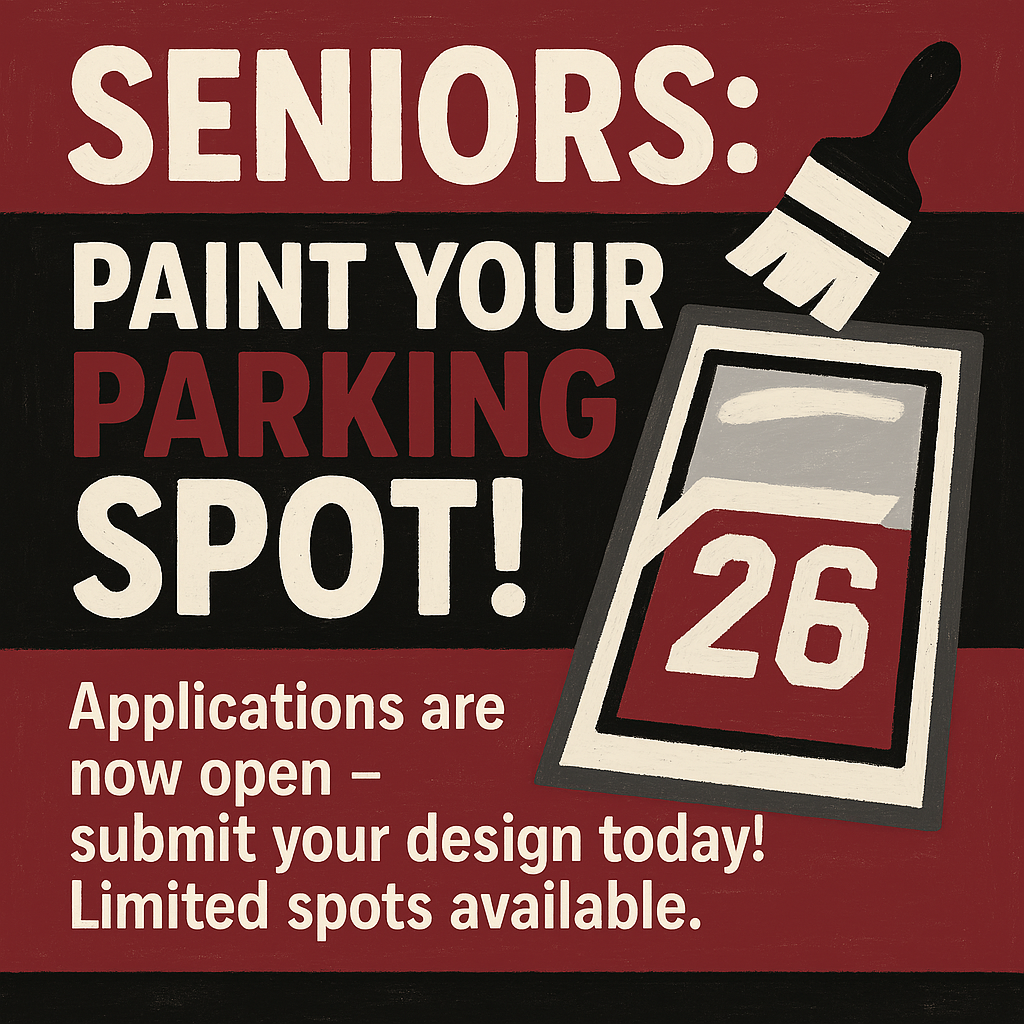 SENIORS:
PAINT YOUR
PARKING
SPOT!
26
Applications are
now open –
submit your design today!
Limited spots available.